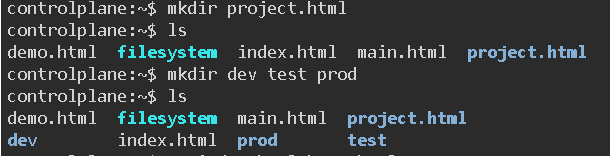 controlplane:~$ mkdir project.html
controlplane:~$ ls
demo.html  filesystem  index.html  main.html  project.html
controlplane:~$ mkdir dev test prod
controlplane:~$ ls
demo.html  filesystem  main.html  project.html
dev        index.html  prod       test